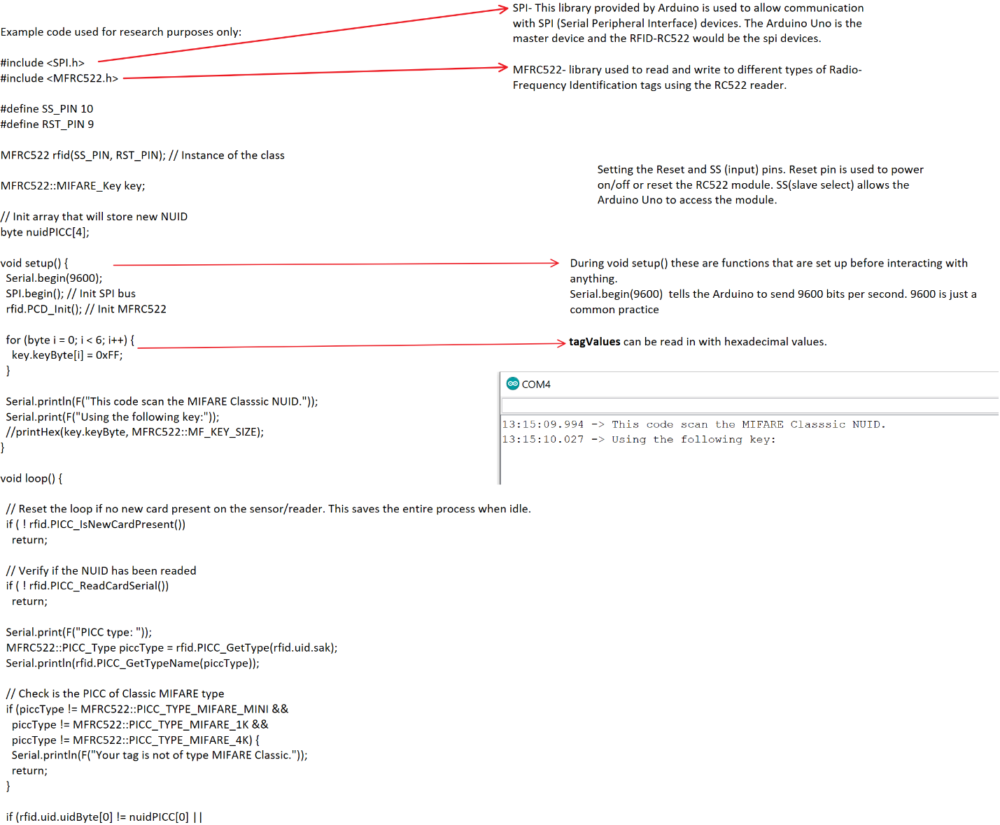 Example code used for research purposes only:
#include <SPI.h>
#include <MFRC522.h>
#define SS_PIN 10
#define RST_PIN 9
MFRC522 rfid(SS_PIN, RST_PIN); // Instance of the class
MFRC522::MIFARE_Key key;
// Init array that will store new NUID
byte nuidPICC[4];
void setup() {
Serial.begin(9600);
SPI.begin(); // Init SPI bus
rfid.PCD_Init(); // Init MFRC522
for (byte i = 0; i < 6; i++) {
key.keyByte[i] = 0xFF;
}
Serial.println(F("This code scan the MIFARE Classsic NUID."));
Serial.print(F("Using the following key:"));
//printHex(key.keyByte, MFRC522::MF_KEY_SIZE);
}
void loop() {
// Reset the loop if no new card present on the sensor/reader. This saves the entire process when idle.
if ( ! rfid.PICC_IsNewCardPresent())
return;
// Verify if the NUID has been readed
if ( ! rfid.PICC_ReadCardSerial())
return;
Serial.print(F("PICC type: "));
MFRC522::PICC_Type piccType = rfid.PICC_GetType(rfid.uid.sak);
Serial.println(rfid.PICC_GetTypeName(piccType));
// Check is the PICC of Classic MIFARE type
if (piccType != MFRC522::PICC_TYPE_MIFARE_MINI &&
piccType != MFRC522::PICC_TYPE_MIFARE_1K &&
piccType != MFRC522::PICC_TYPE_MIFARE_4K) {
Serial.println(F("Your tag is not of type MIFARE Classic."));
return;
}
if (rfid.uid.uidByte[0] != nuidPICC[0] ||
SPI- This library provided by Arduino is used to allow communication
with SPI (Serial Peripheral Interface) devices. The Arduino Uno is the
master device and the RFID-RC522 would be the spi devices.
MFRC522- library used to read and write to different types of Radio-
Frequency Identification tags using the RC522 reader.
Setting the Reset and SS (input) pins. Reset pin is used to power
on/off or reset the RC522 module. SS(slave select) allows the
Arduino Uno to access the module.
During void setup() these are functions that are set up before interacting with
anything.
Serial.begin(9600)  tells the Arduino to send 9600 bits per second. 9600 is just a
common practice
tagValues can be read in with hexadecimal values.
COM4
13:15:09.994 -> This code scan the MIFARE Classsic NUID.
13:15:10.027 -> Using the following key: